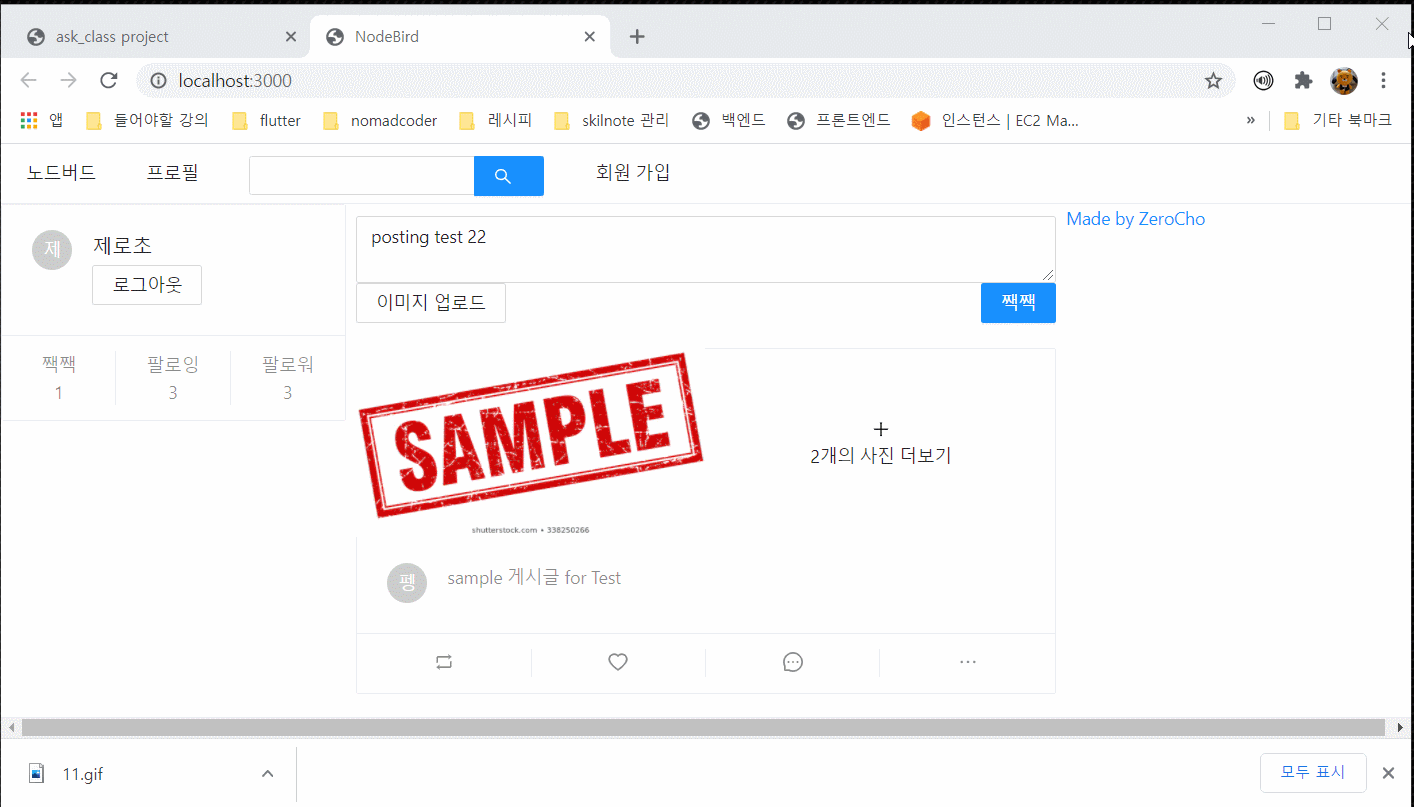 ask_class project
NodeBird
localhost:3000
앱
들어야할 강의
flutter
nomadcoder
레시피
skilnote 관리
백엔드
프론트엔드
인스턴스 | EC2 Ma...
»
기타 북마크
노드버드
프로필
회원 가입
제
제로초
로그아웃
짹짹
1
팔로잉
3
팔로워
3
posting test 22
이미지 업로드
짹짹
Made by ZeroCho
SAMPLE
shutterstock.com • 338250266
+
2개의 사진 더보기
펭
sample 게시글 for Test
11.gif
모두 표시